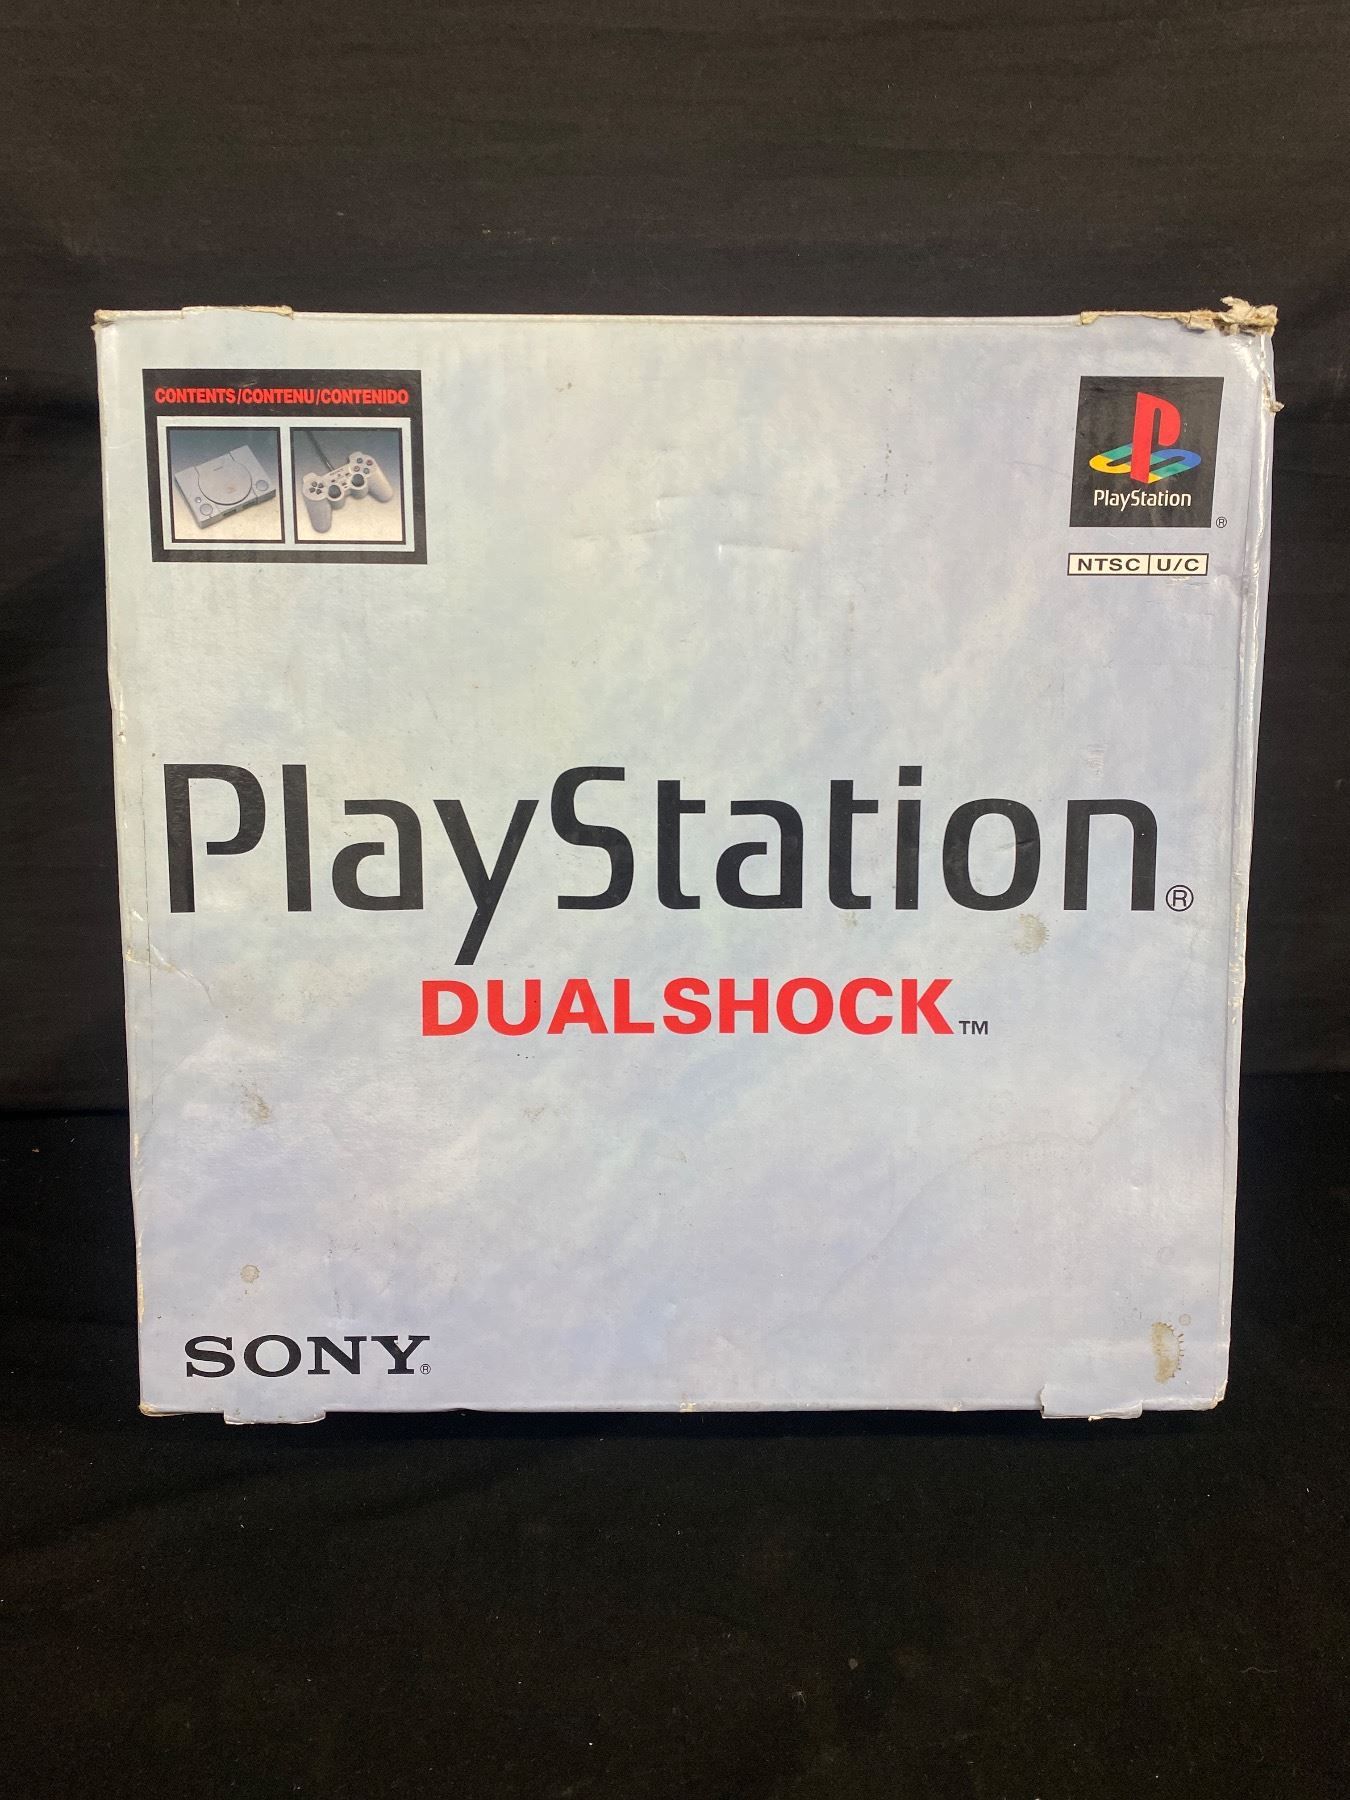 CONTENTS/CONTENU/CONTENIDO
PlayStation ®
NTSC U/C
PlayStation®
DUALSHOCK™
SONY®